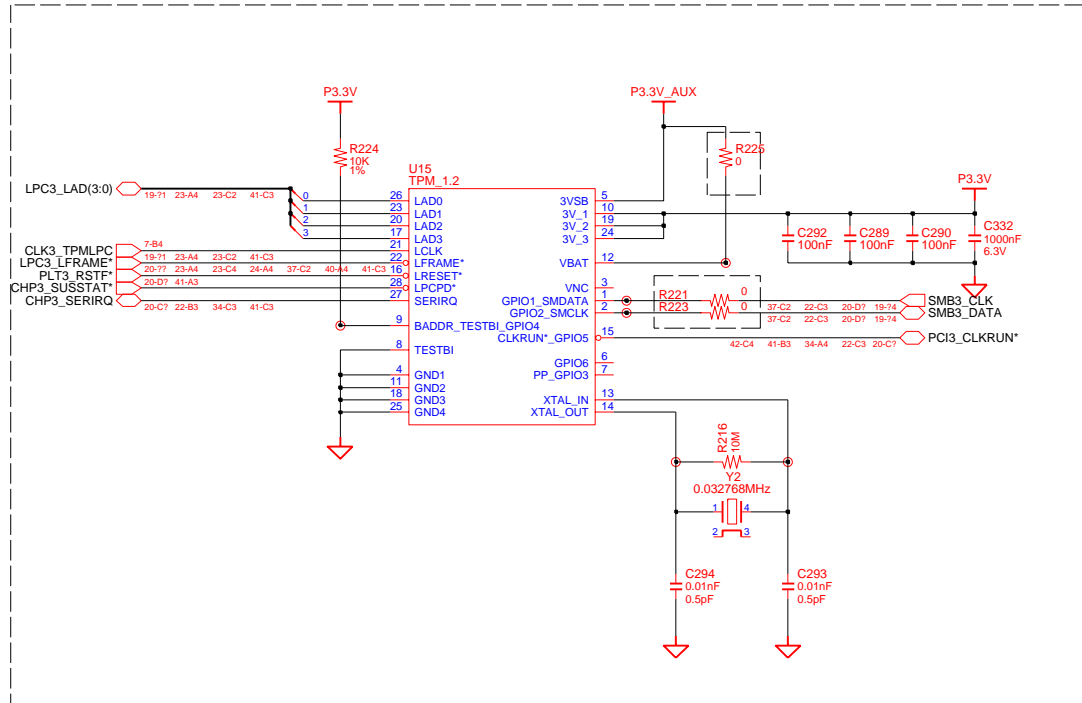 P3.3V
P3.3V_AUX
R224
10K
1%
R225
0
U15
TPM_1.2
P3.3V
LPC3_LAD(3:0)
19-?1 23-A4 23-C2 41-C3
0
1
2
3
26 LAD0
23 LAD1
20 LAD2
17 LAD3
CLK3_TPMLPC 7-B4 21 LCLK
LPC3_LFRAME* 19-?1 23-A4 23-C2 41-C3 22 LFRAME*
PLT3_RSTF* 20-?? 23-A4 23-C4 24-A4 37-C2 40-A4 41-C3 16 LRESET*
CHP3_SUSSTAT* 20-D? 41-A3 28 LPCPD*
CHP3_SERIRQ 20-C? 22-B3 34-C3 41-C3 27 SERIRQ
9 BADDR_TESTBI_GPIO4
8 TESTBI
4 GND1
11 GND2
18 GND3
25 GND4
3VSB 5
3V_1 10
3V_2 19
3V_3 24
VBAT 12
VNC 3
GPIO1_SMDATA 1
GPIO2_SMCLK 2
CLKRUN*_GPIO5 15
GPIO6 6
PP_GPIO3 7
XTAL_IN 13
XTAL_OUT 14
C292
100nF
C289
100nF
C290
100nF
C332
1000nF
6.3V
R221 0
37-C2 22-C3 20-D? 19-?4 SMB3_CLK
R223 0
37-C2 22-C3 20-D? 19-?4 SMB3_DATA
42-C4 41-B3 34-A4 22-C3 20-C? PCI3_CLKRUN*
R216
10M
Y2
0.032768MHz
1 4
2 3
C294
0.01nF
0.5pF
C293
0.01nF
0.5pF